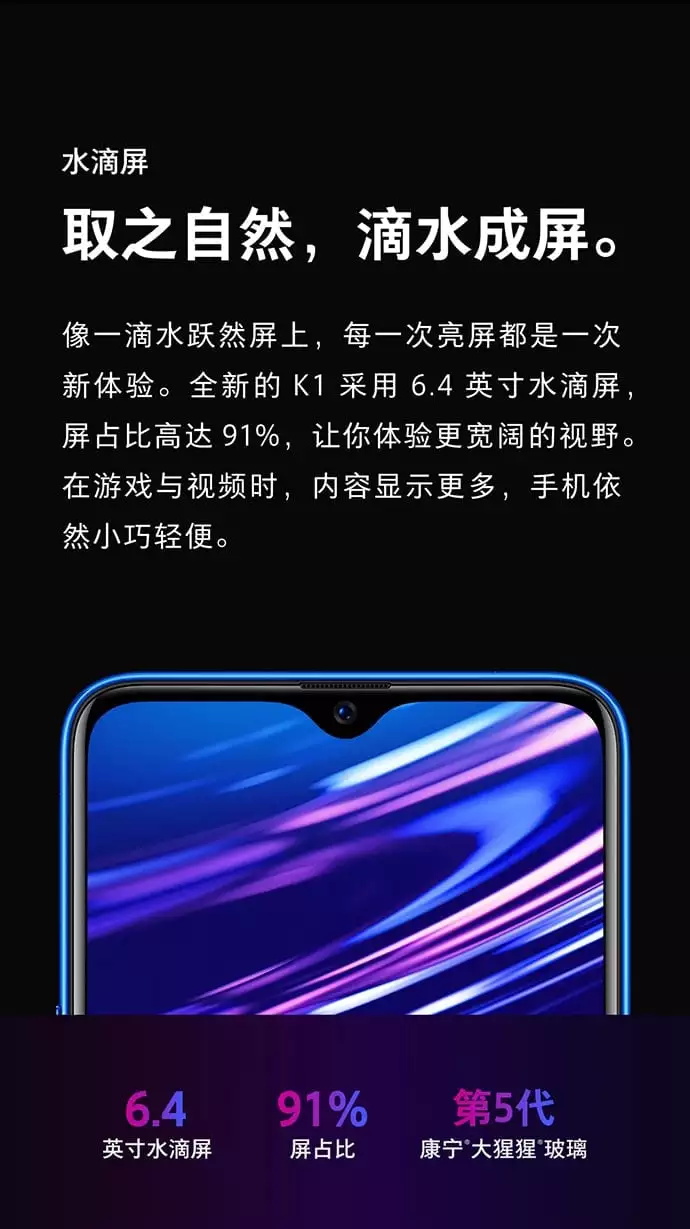 水滴屏
取之自然，滴水成屏。
像一滴水跃然屏上，每一次亮屏都是一次
新体验。全新的 K1 采用 6.4 英寸水滴屏，
屏占比高达 91%，让你体验更宽阔的视野。
在游戏与视频时，内容显示更多，手机依
然小巧轻便。
6.4
英寸水滴屏
91%
屏占比
第5代
康宁®大猩猩®玻璃